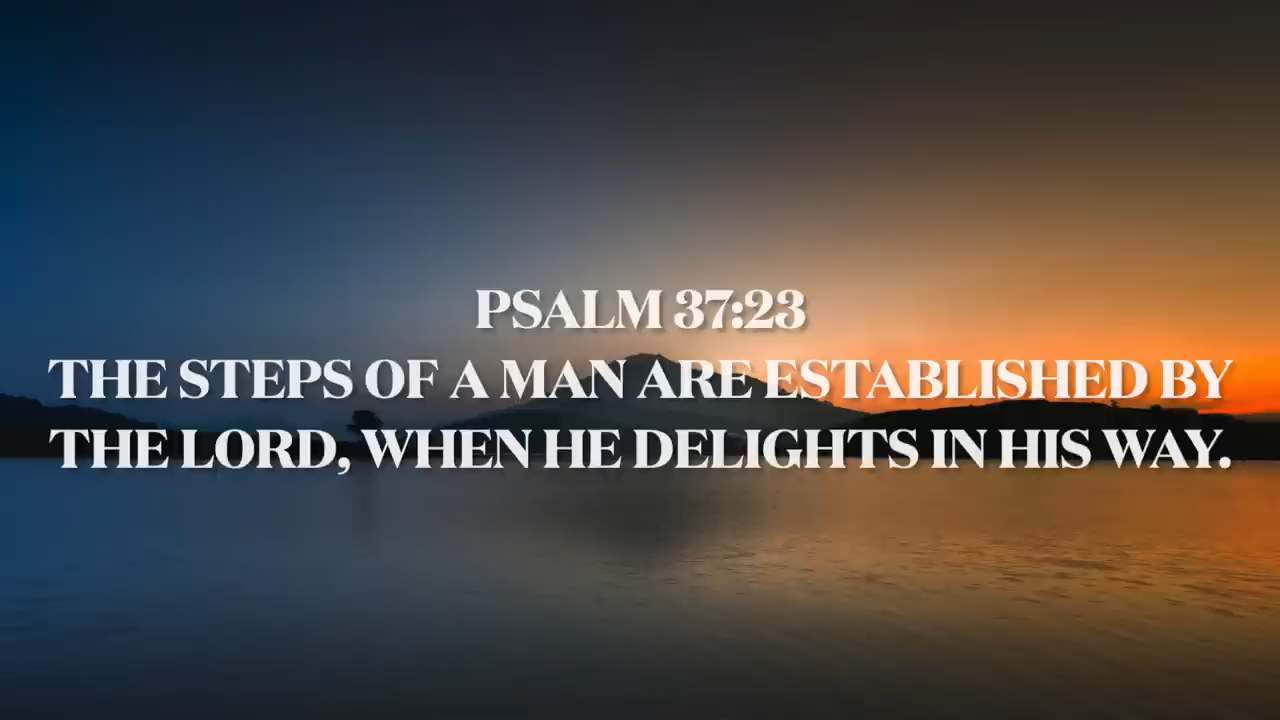 PSALM 37:23
THE STEPS OF A MAN ARE ESTABLISHED BY
THE LORD, WHEN HE DELIGHTS IN HIS WAY.